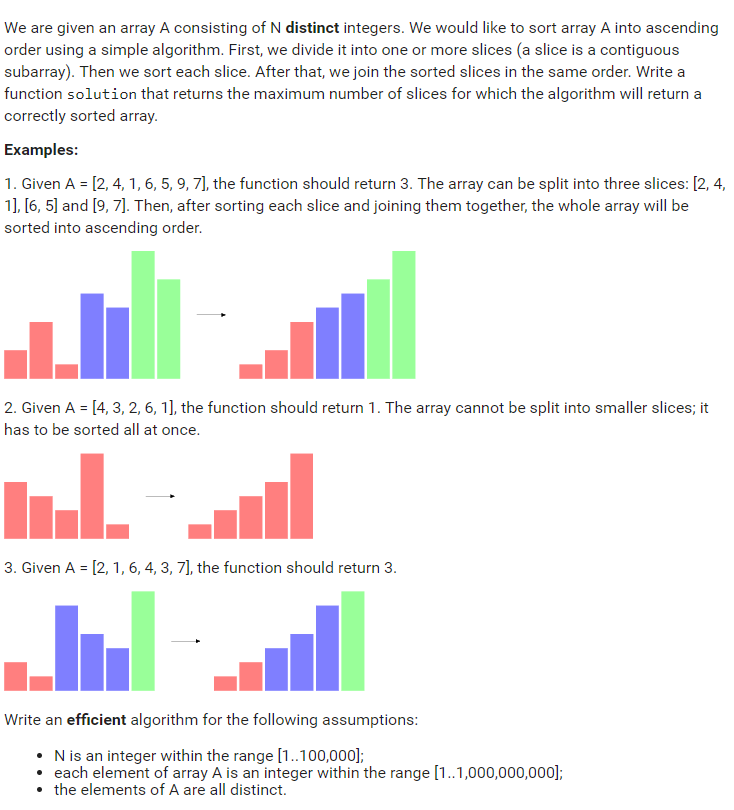 We are given an array A consisting of N distinct integers. We would like to sort array A into ascending
order using a simple algorithm. First, we divide it into one or more slices (a slice is a contiguous
subarray). Then we sort each slice. After that, we join the sorted slices in the same order. Write a
function solution that returns the maximum number of slices for which the algorithm will return a
correctly sorted array.
Examples:
1. Given A = [2, 4, 1, 6, 5, 9, 7], the function should return 3. The array can be split into three slices: [2, 4,
1], [6, 5] and [9, 7]. Then, after sorting each slice and joining them together, the whole array will be
sorted into ascending order.
2. Given A = [4, 3, 2, 6, 1], the function should return 1. The array cannot be split into smaller slices; it
has to be sorted all at once.
3. Given A = [2, 1, 6, 4, 3, 7], the function should return 3.
Write an efficient algorithm for the following assumptions:
• N is an integer within the range [1..100,000];
• each element of array A is an integer within the range [1..1,000,000,000];
• the elements of A are all distinct.